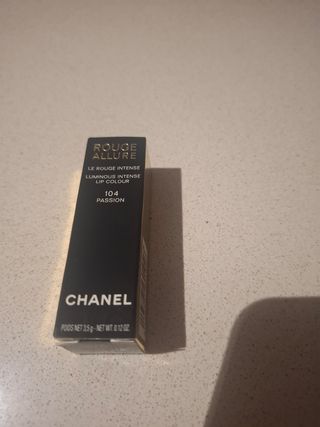 ROUGE
ALLURE
LE ROUGE INTENSE
LUMINOUS INTENSE
LIP COLOUR
104
PASSION
CHANEL
POIDS NET 3.5g - NET WT. 0.12 OZ.